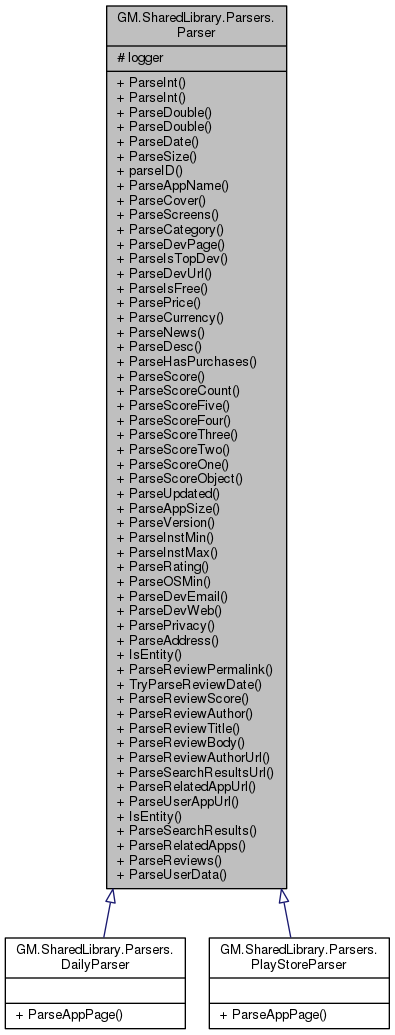 GM.SharedLibrary.Parsers.
Parser
# logger
+ ParseInt()
+ ParseInt()
+ ParseDouble()
+ ParseDouble()
+ ParseDate()
+ ParseSize()
+ parseID()
+ ParseAppName()
+ ParseCover()
+ ParseScreens()
+ ParseCategory()
+ ParseDevPage()
+ ParseIsTopDev()
+ ParseDevUrl()
+ ParseIsFree()
+ ParsePrice()
+ ParseCurrency()
+ ParseNews()
+ ParseDesc()
+ ParseHasPurchases()
+ ParseScore()
+ ParseScoreCount()
+ ParseScoreFive()
+ ParseScoreFour()
+ ParseScoreThree()
+ ParseScoreTwo()
+ ParseScoreOne()
+ ParseScoreObject()
+ ParseUpdated()
+ ParseAppSize()
+ ParseVersion()
+ ParseInstMin()
+ ParseInstMax()
+ ParseRating()
+ ParseOSMin()
+ ParseDevEmail()
+ ParseDevWeb()
+ ParsePrivacy()
+ ParseAddress()
+ IsEntity()
+ ParseReviewPermalink()
+ TryParseReviewDate()
+ ParseReviewScore()
+ ParseReviewAuthor()
+ ParseReviewTitle()
+ ParseReviewBody()
+ ParseReviewAuthorUrl()
+ ParseSearchResultsUrl()
+ ParseRelatedAppUrl()
+ ParseUserAppUrl()
+ IsEntity()
+ ParseSearchResults()
+ ParseRelatedApps()
+ ParseReviews()
+ ParseUserData()
GM.SharedLibrary.Parsers.
DailyParser
+ ParseAppPage()
GM.SharedLibrary.Parsers.
PlayStoreParser
+ ParseAppPage()